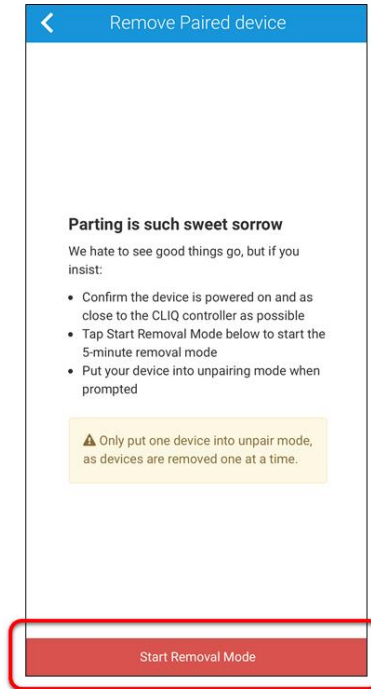 Remove Paired device
Parting is such sweet sorrow
We hate to see good things go, but if you
insist:
• Confirm the device is powered on and as
close to the CLIQ controller as possible
• Tap Start Removal Mode below to start the
5-minute removal mode
• Put your device into unpairing mode when
prompted
Only put one device into unpair mode,
as devices are removed one at a time.
Start Removal Mode